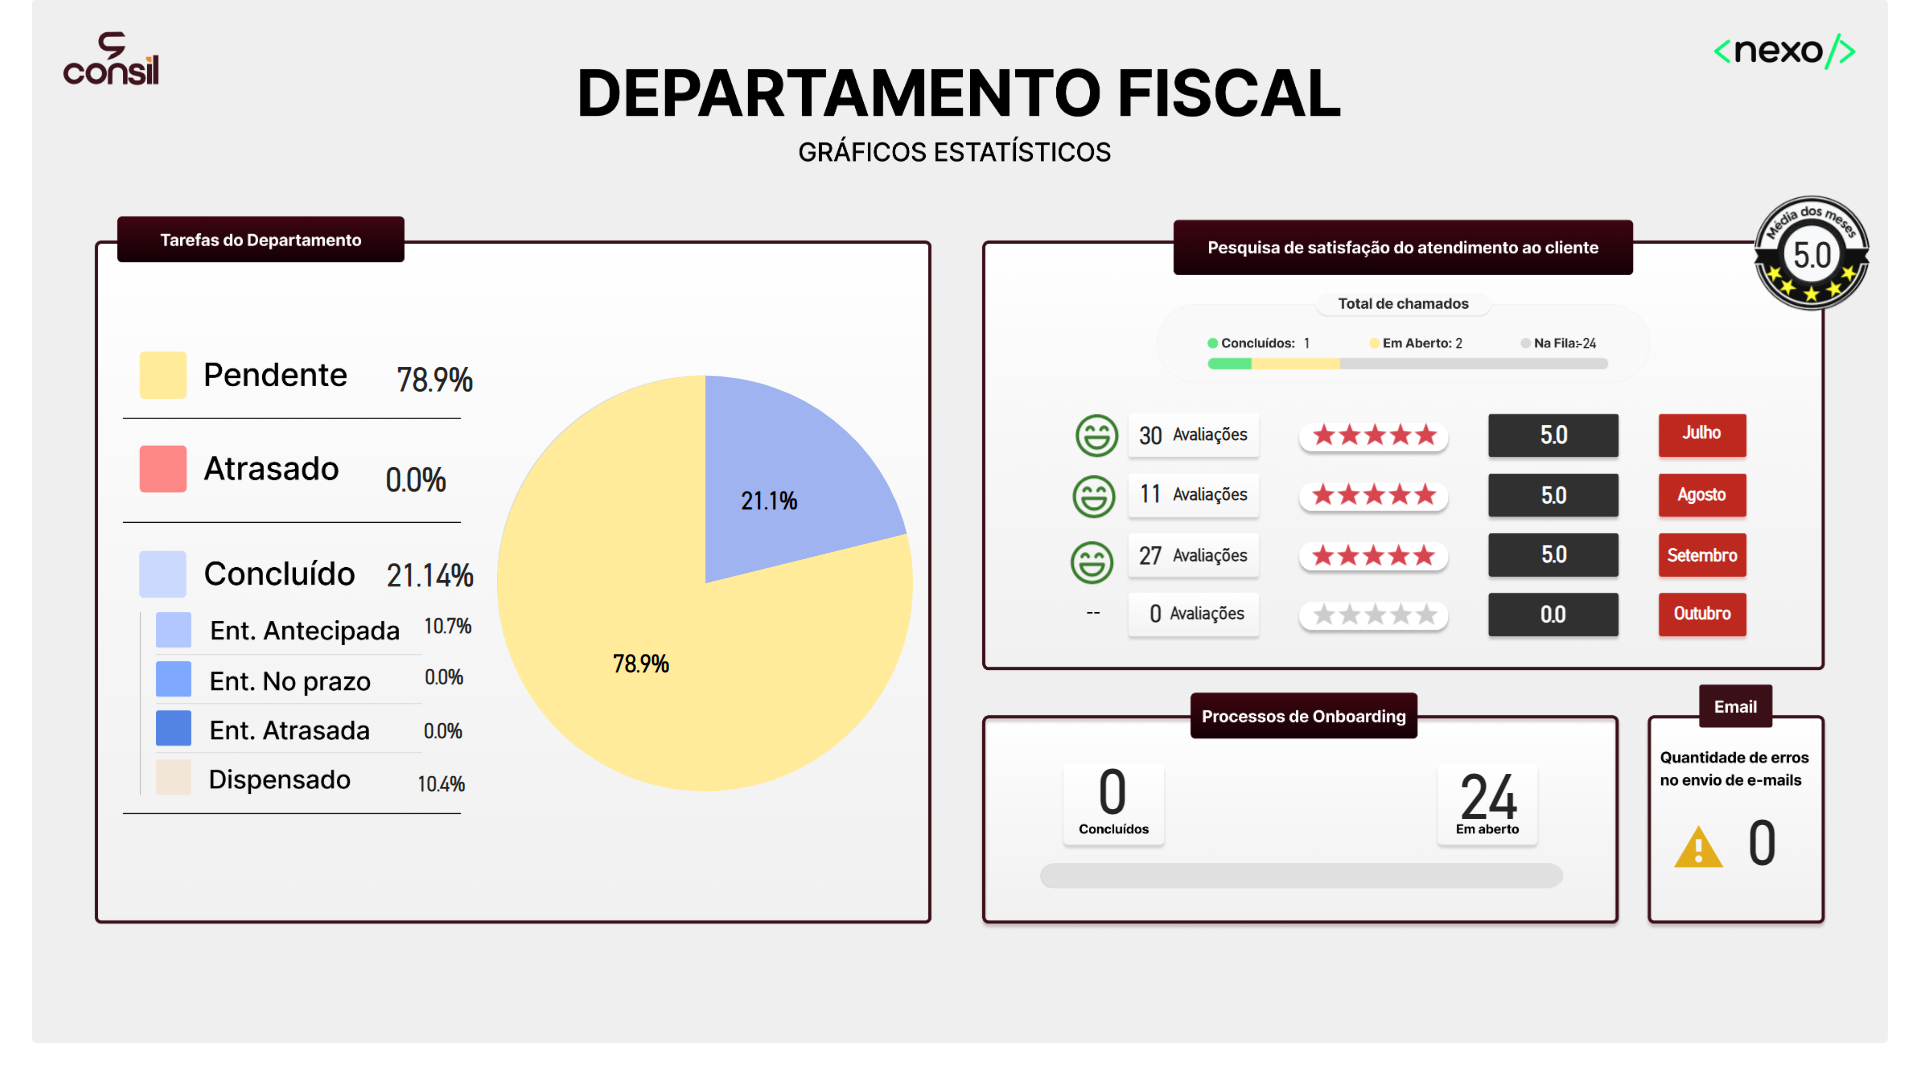 consil
<nexo/>
DEPARTAMENTO FISCAL
GRÁFICOS ESTATÍSTICOS
Tarefas do Departamento
Pendente 78.9%
Atrasado 0.0%
Concluído 21.14%
Ent. Antecipada 10.7%
Ent. No prazo 0.0%
Ent. Atrasada 0.0%
Dispensado 10.4%
21.1%
78.9%
Pesquisa de satisfação do atendimento ao cliente
Média dos meses
5.0
Total de chamados
Concluídos: 1 Em Aberto: 2 Na Fila:-24
30 Avaliações 5.0 Julho
11 Avaliações 5.0 Agosto
27 Avaliações 5.0 Setembro
-- 0 Avaliações 0.0 Outubro
Processos de Onboarding
0 24
Concluídos Em aberto
Email
Quantidade de erros
no envio de e-mails
0